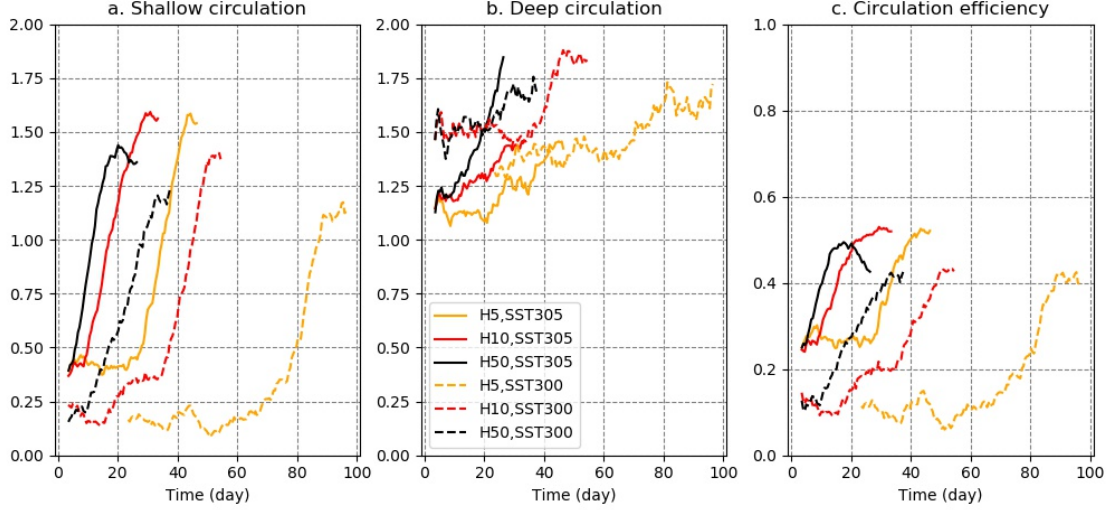 a. Shallow circulation
2.00
1.75
1.50
1.25
1.00
0.75
0.50
0.25
0.00
0 20 40 60 80 100
Time (day)
b. Deep circulation
2.00
1.75
1.50
1.25
1.00
0.75
0.50
0.25
0.00
H5,SST305
H10,SST305
H50,SST305
H5,SST300
H10,SST300
H50,SST300
0 20 40 60 80 100
Time (day)
c. Circulation efficiency
1.0
0.8
0.6
0.4
0.2
0.0
0 20 40 60 80 100
Time (day)